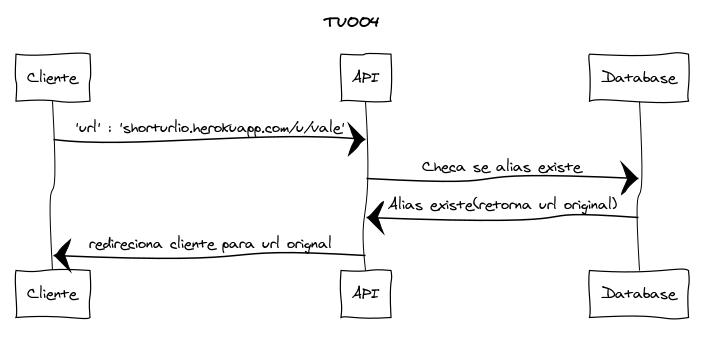 TU004
Cliente API Database
'url' : 'shorturlio.herokuapp.com/u/vale'
Checa se alias existe
Alias existe(retorna url original)
redireciona cliente para url orignal
Cliente API Database